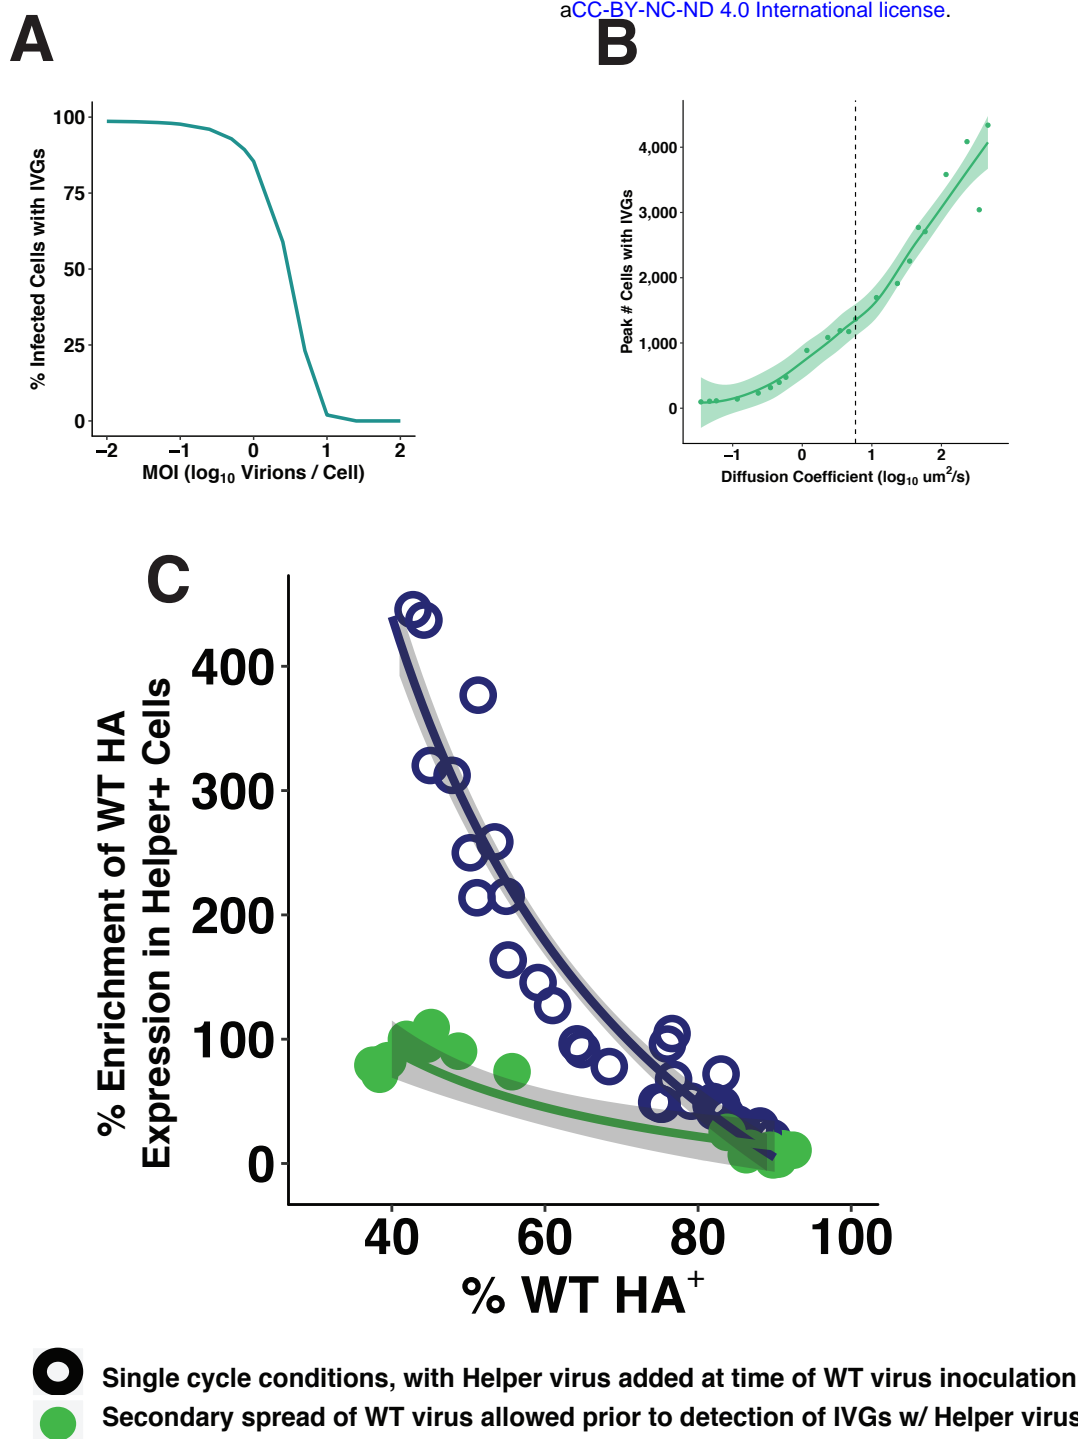 aCC-BY-NC-ND 4.0 International license.
A
% Infected Cells with IVGs
100
75
50
25
0
−2 −1 0 1 2
MOI (log10 Virions / Cell)
B
Peak # Cells with IVGs
4,000
3,000
2,000
1,000
0
−1 0 1 2
Diffusion Coefficient (log10 um2/s)
C
% Enrichment of WT HA
Expression in Helper+ Cells
400
300
200
100
0
40 60 80 100
% WT HA+
Single cycle conditions, with Helper virus added at time of WT virus inoculation
Secondary spread of WT virus allowed prior to detection of IVGs w/ Helper virus